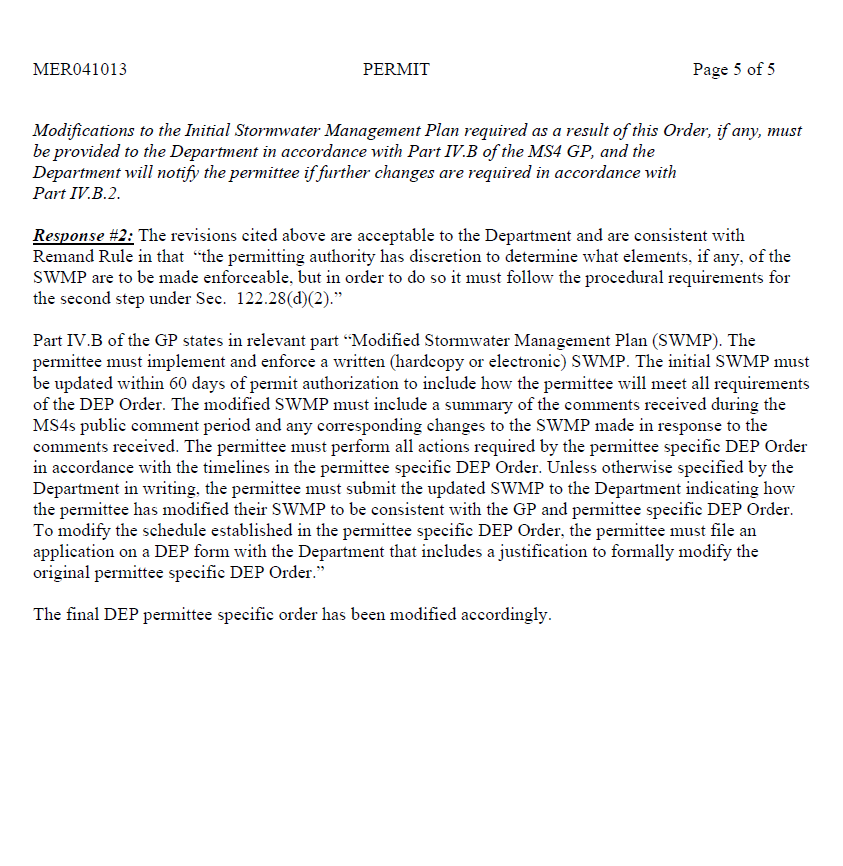 MER041013 PERMIT Page 5 of 5
Modifications to the Initial Stormwater Management Plan required as a result of this Order, if any, must
be provided to the Department in accordance with Part IV.B of the MS4 GP, and the
Department will notify the permittee if further changes are required in accordance with
Part IV.B.2.
Response #2: The revisions cited above are acceptable to the Department and are consistent with
Remand Rule in that “the permitting authority has discretion to determine what elements, if any, of the
SWMP are to be made enforceable, but in order to do so it must follow the procedural requirements for
the second step under Sec. 122.28(d)(2).”
Part IV.B of the GP states in relevant part “Modified Stormwater Management Plan (SWMP). The
permittee must implement and enforce a written (hardcopy or electronic) SWMP. The initial SWMP must
be updated within 60 days of permit authorization to include how the permittee will meet all requirements
of the DEP Order. The modified SWMP must include a summary of the comments received during the
MS4s public comment period and any corresponding changes to the SWMP made in response to the
comments received. The permittee must perform all actions required by the permittee specific DEP Order
in accordance with the timelines in the permittee specific DEP Order. Unless otherwise specified by the
Department in writing, the permittee must submit the updated SWMP to the Department indicating how
the permittee has modified their SWMP to be consistent with the GP and permittee specific DEP Order.
To modify the schedule established in the permittee specific DEP Order, the permittee must file an
application on a DEP form with the Department that includes a justification to formally modify the
original permittee specific DEP Order.”
The final DEP permittee specific order has been modified accordingly.